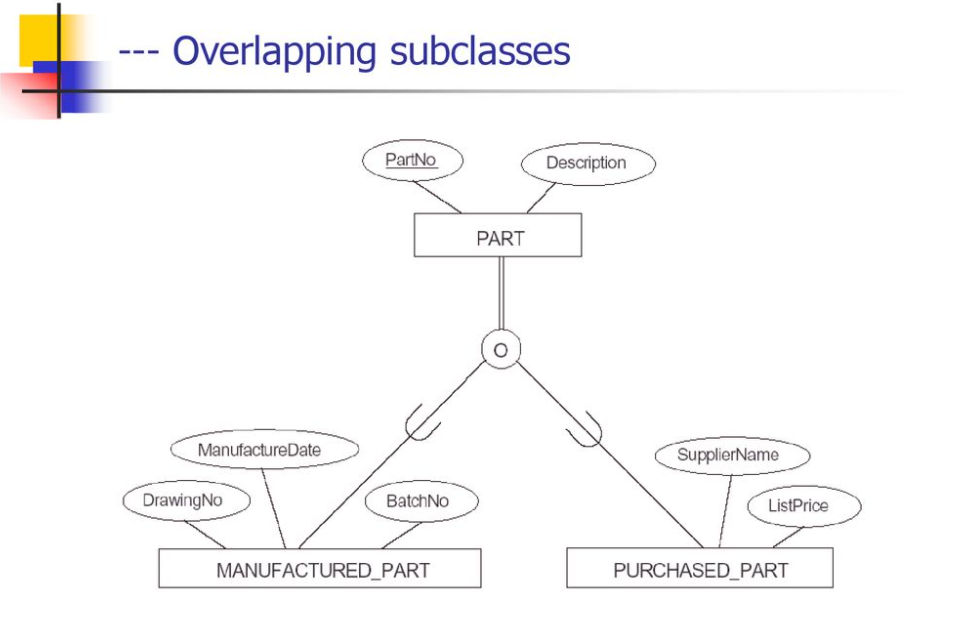 --- Overlapping subclasses
PartNo
Description
PART
O
ManufactureDate
SupplierName
DrawingNo
BatchNo
ListPrice
MANUFACTURED_PART
PURCHASED_PART